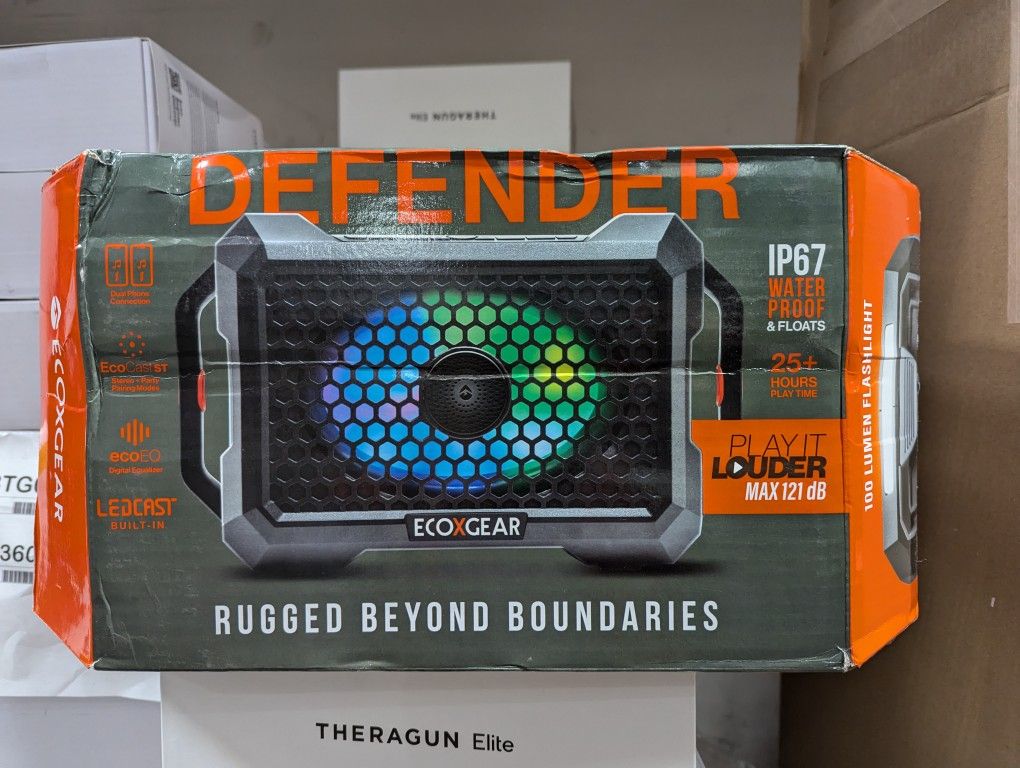 THERAGUN Elite
DEFENDER
Dual Phone
Connection
EcoCast ST
Stereo + Party
Pairing Modes
ecoEQ
Digital Equalizer
LEDCAST
BUILT-IN
ECOXGEAR
IP67
WATER
PROOF
& FLOATS
25+
HOURS
PLAY TIME
PLAY IT
LOUDER
MAX 121 dB
100 LUMEN FLASHLIGHT
ECOXGEAR
RUGGED BEYOND BOUNDARIES
360
THERAGUN Elite